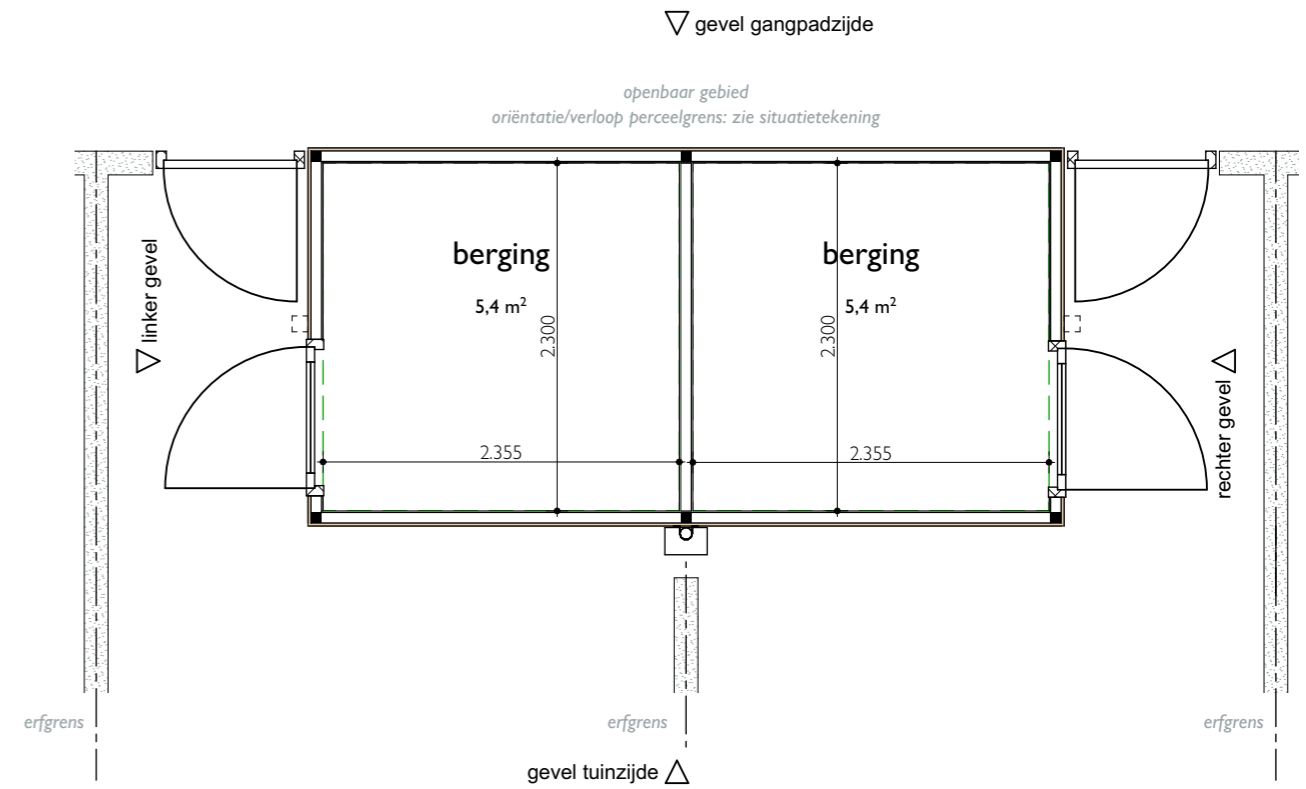 gevel gangpadzijde
openbaar gebied
oriëntatie/verloop perceelgrens: zie situatietekening
linker gevel
berging
5,4 m²
2.300
2.355
berging
5,4 m²
2.300
2.355
rechter gevel
erfgrens
erfgrens
erfgrens
gevel tuinzijde